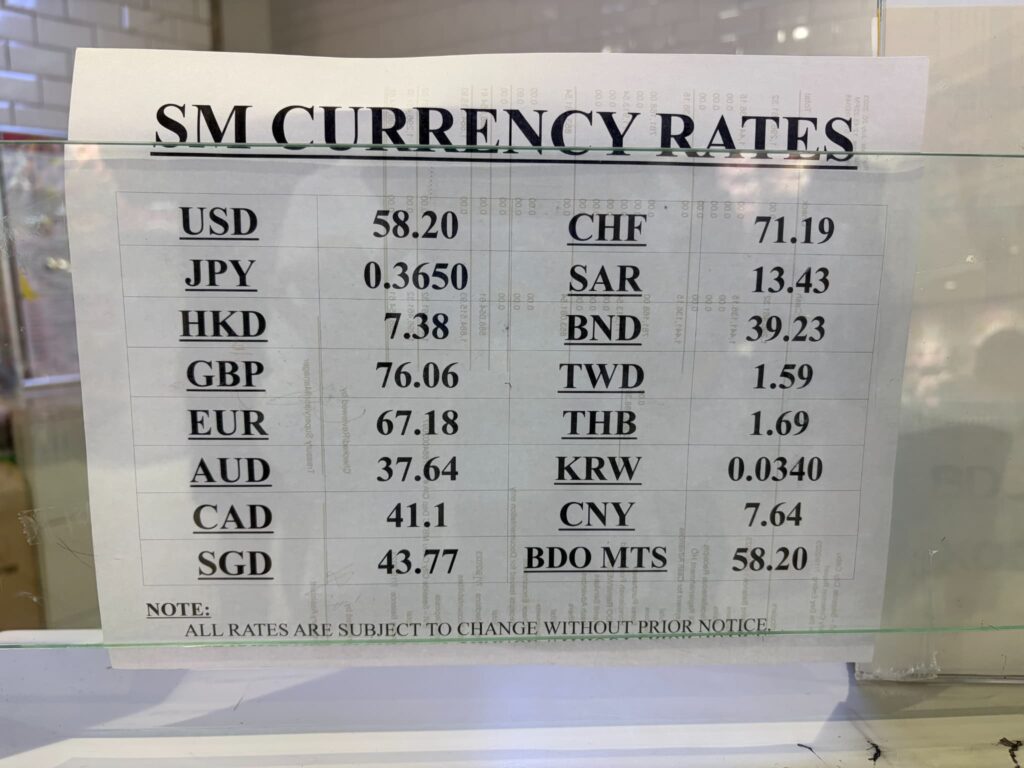 SM CURRENCY RATES
USD 58.20 CHF 71.19
JPY 0.3650 SAR 13.43
HKD 7.38 BND 39.23
GBP 76.06 TWD 1.59
EUR 67.18 THB 1.69
AUD 37.64 KRW 0.0340
CAD 41.1 CNY 7.64
SGD 43.77 BDO MTS 58.20
NOTE:
ALL RATES ARE SUBJECT TO CHANGE WITHOUT PRIOR NOTICE.